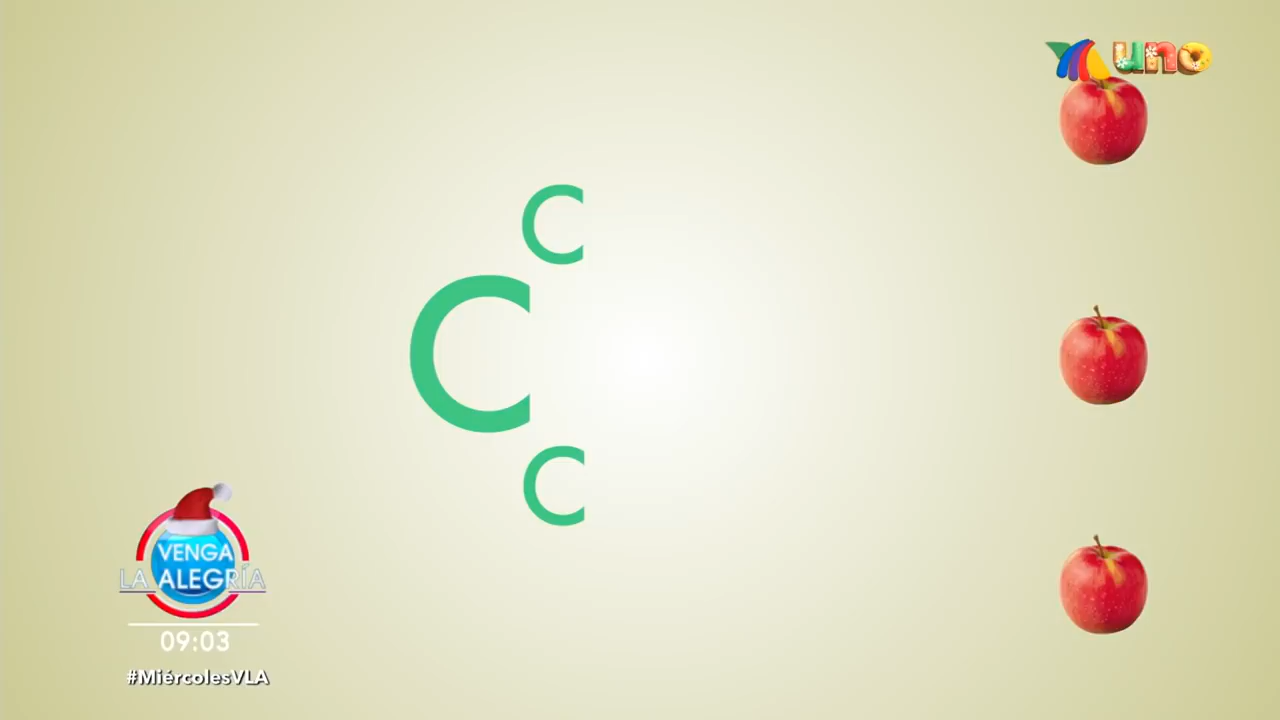 uno
C
C
C
VENGA
LA ALEGRÍA
09:03
#MiércolesVLA